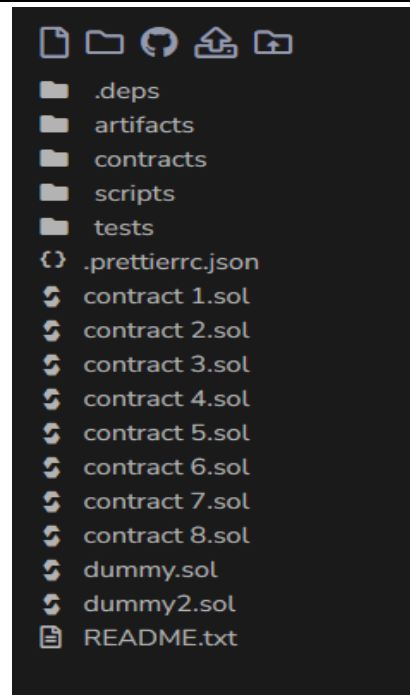 .deps
artifacts
contracts
scripts
tests
.prettierrc.json
contract 1.sol
contract 2.sol
contract 3.sol
contract 4.sol
contract 5.sol
contract 6.sol
contract 7.sol
contract 8.sol
dummy.sol
dummy2.sol
README.txt